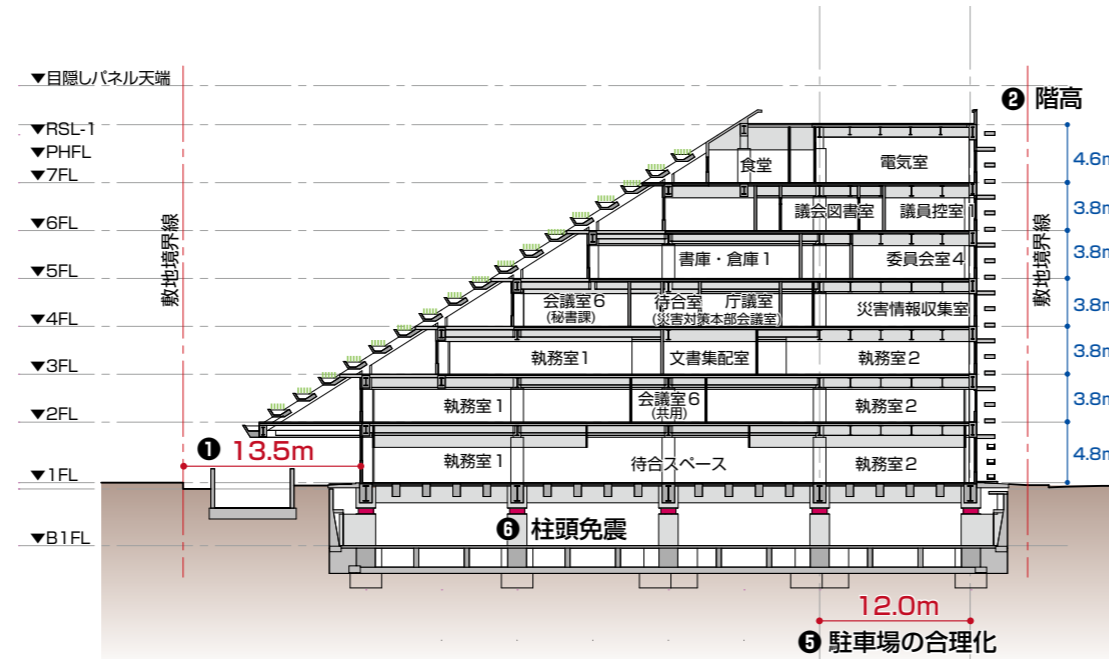 ▼目隠しパネル天端
❷ 階高
▼RSL-1
▼PHFL
▼7FL
▼6FL
▼5FL
▼4FL
▼3FL
▼2FL
▼1FL
▼B1FL
敷地境界線
敷地境界線
食堂
電気室
4.6m
議会図書室
議員控室1
3.8m
書庫・倉庫1
委員会室4
3.8m
会議室6
(秘書課)
待合室
庁議室
(災害対策本部会議室)
災害情報収集室
3.8m
執務室1
文書集配室
執務室2
3.8m
執務室1
会議室6
(共用)
執務室2
3.8m
❶ 13.5m
執務室1
待合スペース
執務室2
4.8m
❻ 柱頭免震
12.0m
❺ 駐車場の合理化